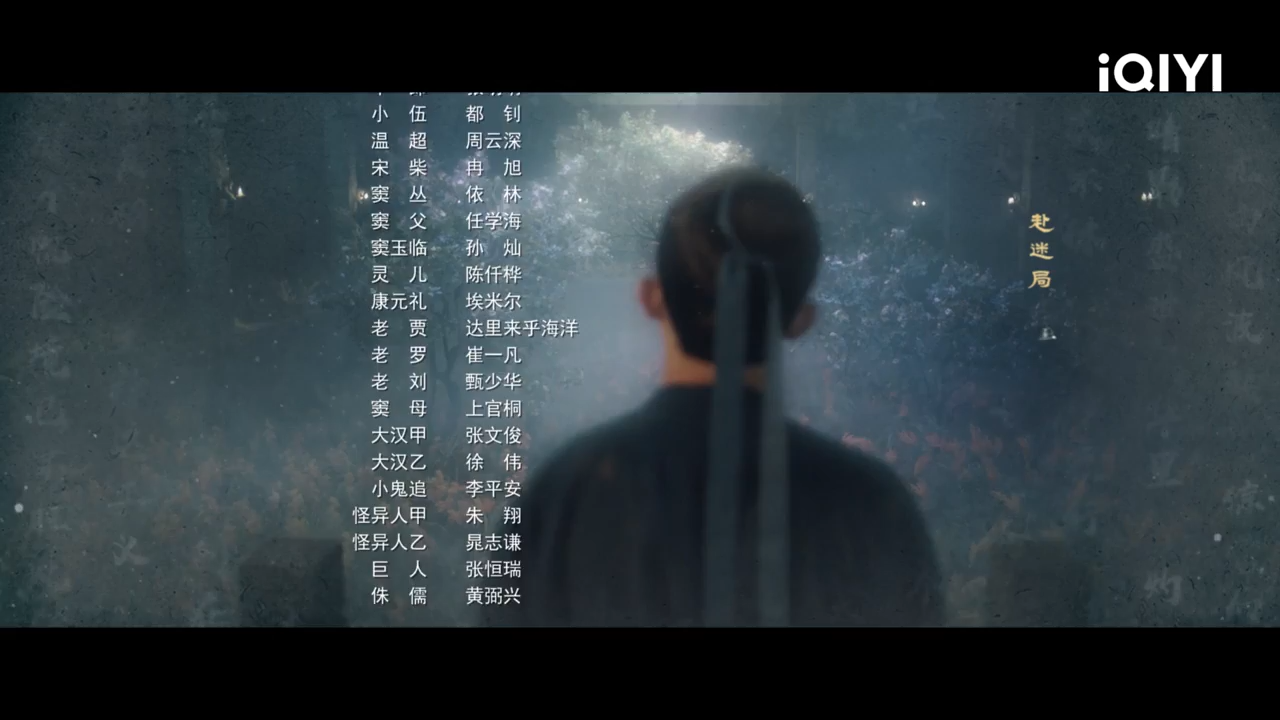 iQIYI
小 伍 都 钊
温 超 周云深
宋 柴 冉 旭
窦 丛 依 林
窦 父 任学海
窦玉临 孙 灿
灵 儿 陈仟桦
康元礼 埃米尔
老 贾 达里来乎海洋
老 罗 崔一凡
老 刘 甄少华
窦 母 上官桐
大汉甲 张文俊
大汉乙 徐 伟
小鬼追 李平安
怪异人甲 朱 翔
怪异人乙 晁志谦
巨 人 张恒瑞
侏 儒 黄弼兴
赴迷局